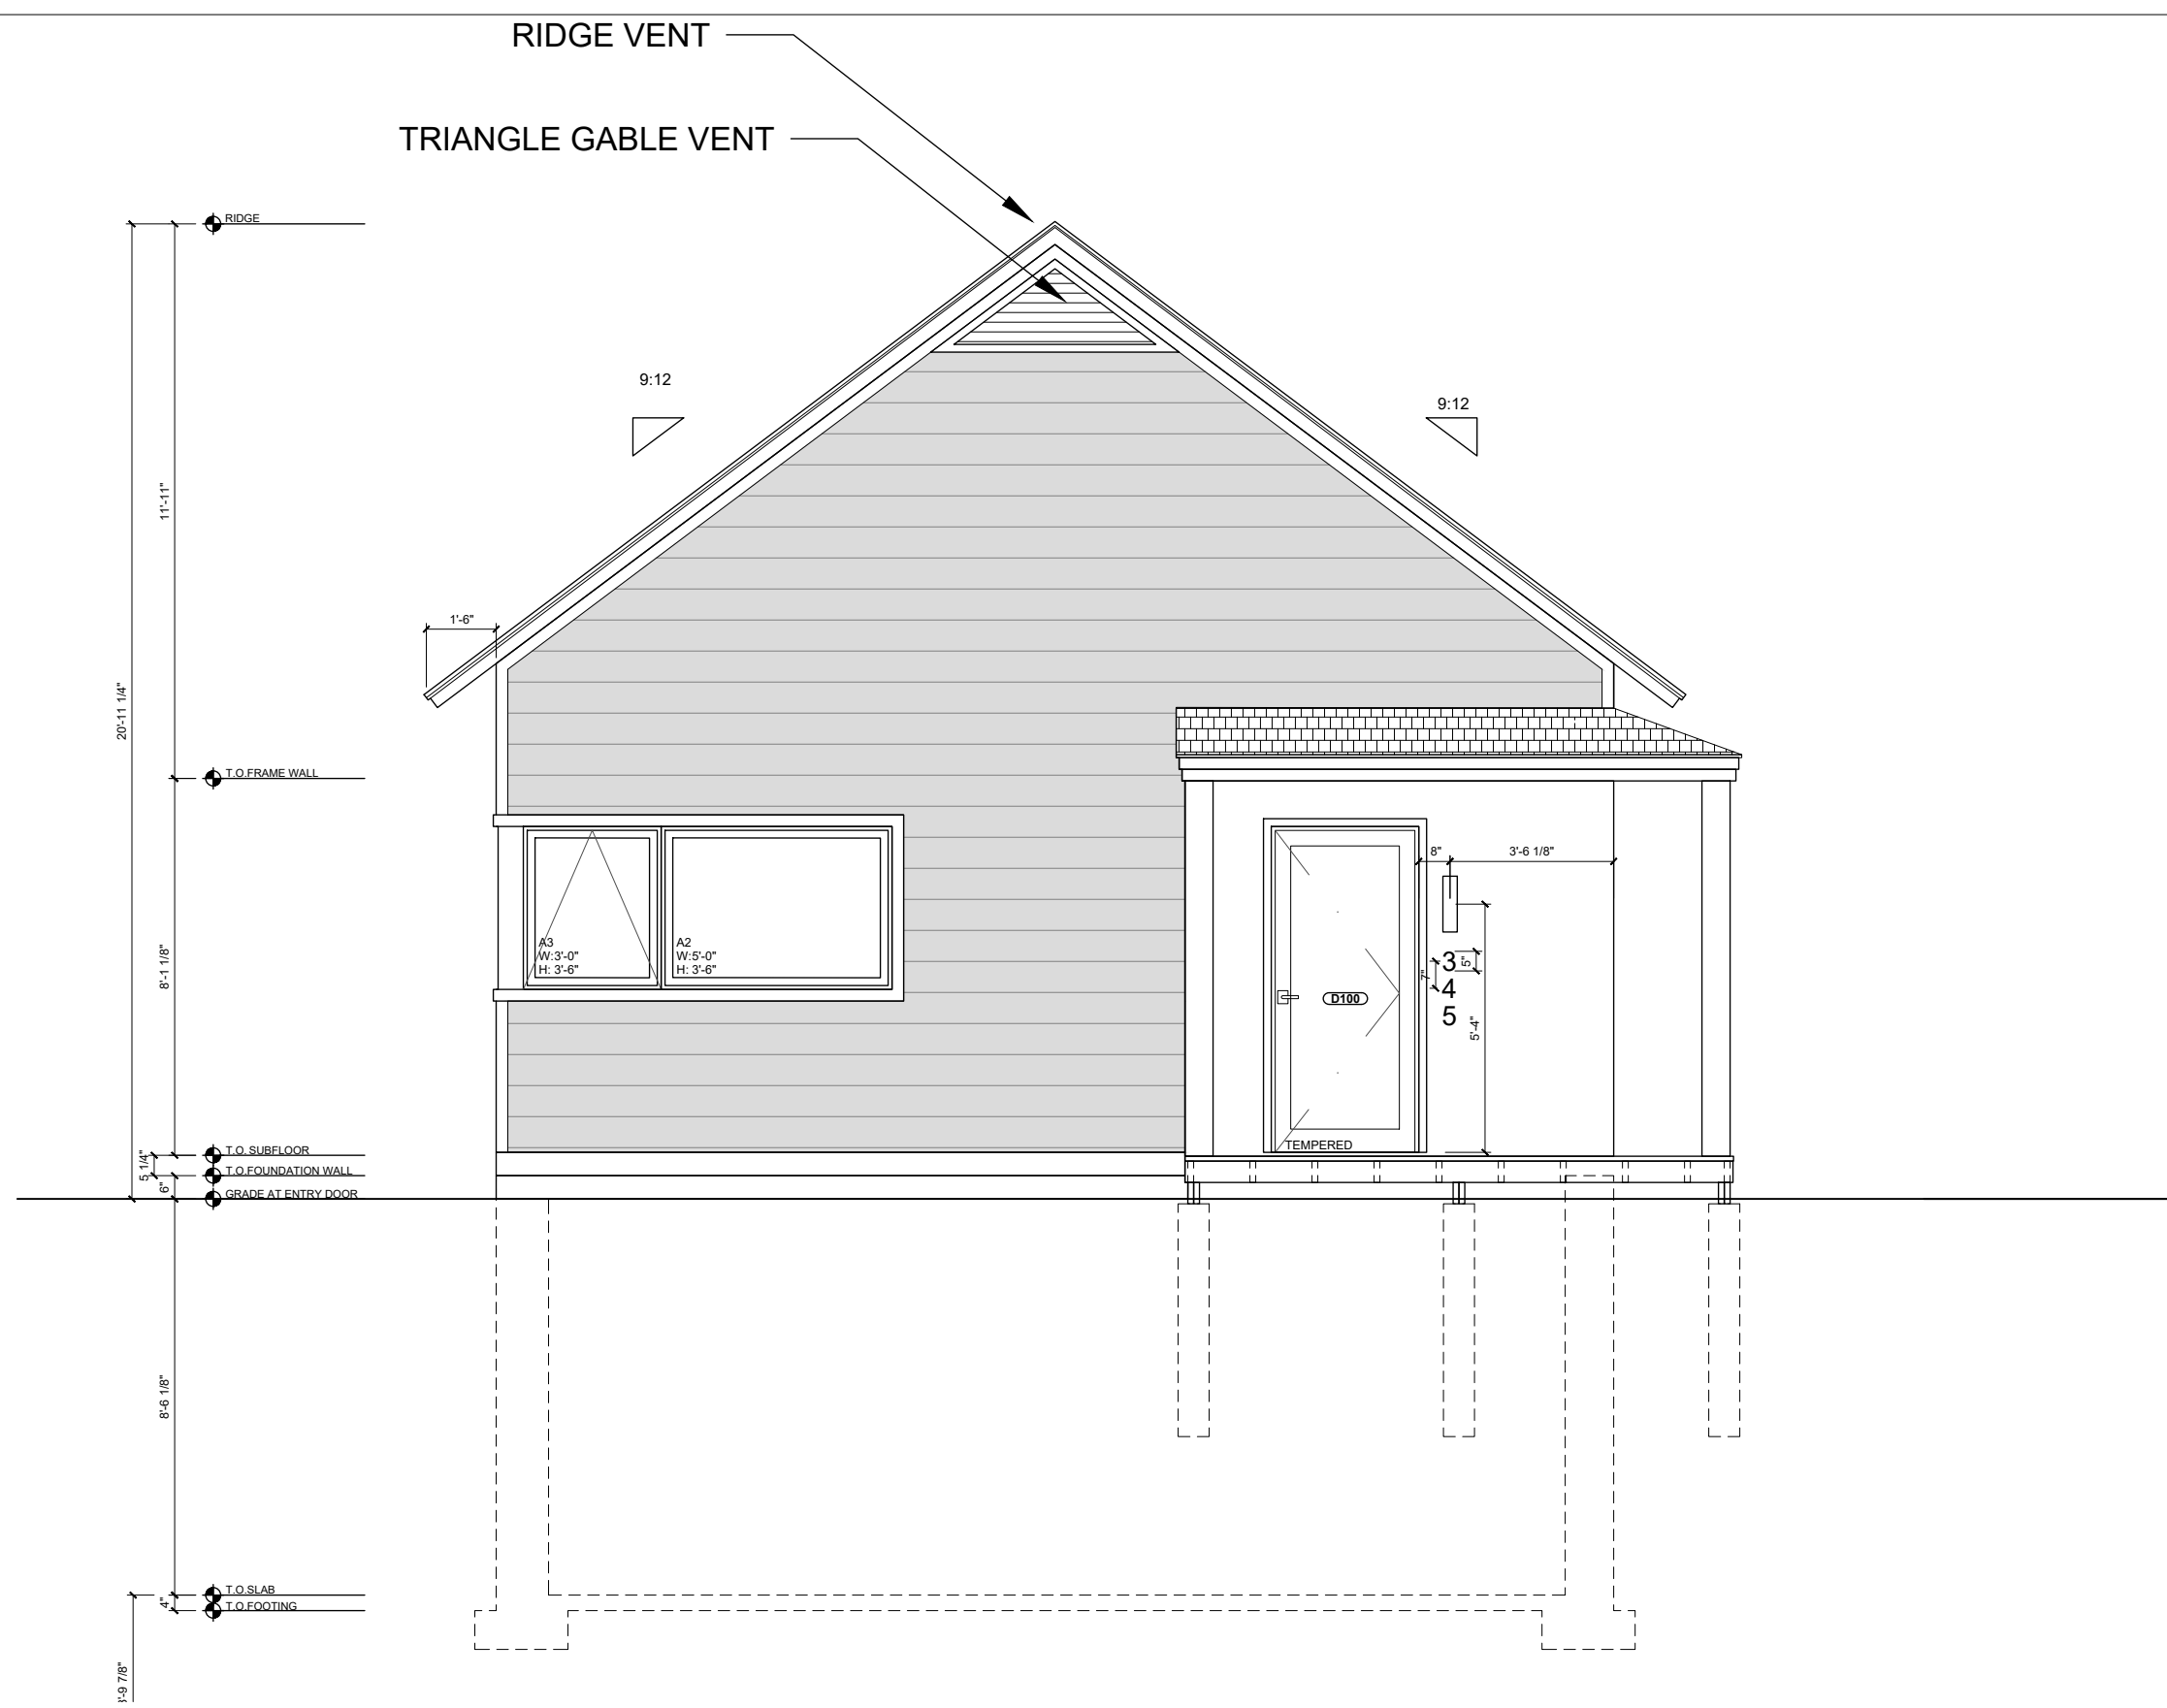 RIDGE VENT
TRIANGLE GABLE VENT
RIDGE
9:12
9:12
11'-11"
1'-6"
20'-11 1/4"
T.O.FRAME WALL
8"
3'-6 1/8"
A3
W:3'-0"
H: 3'-6"
A2
W:5'-0"
H: 3'-6"
8'-1 1/8"
3
4
5
5"
7"
D100
5'-4"
TEMPERED
T.O. SUBFLOOR
5 1/4"
T.O.FOUNDATION WALL
6"
GRADE AT ENTRY DOOR
8'-6 1/8"
T.O.SLAB
4"
T.O.FOOTING